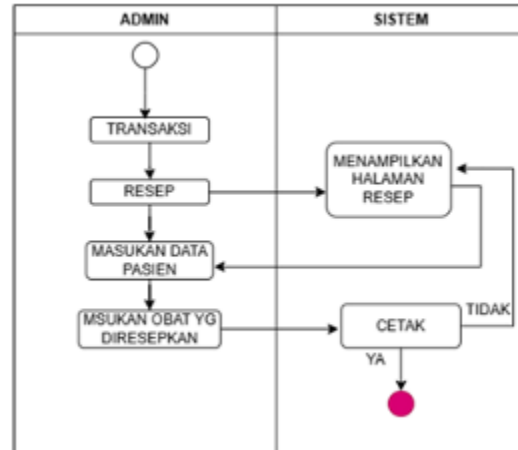 ADMIN
SISTEM
TRANSAKSI
RESEP
MENAMPILKAN
HALAMAN
RESEP
MASUKAN DATA
PASIEN
MSUKAN OBAT YG
DIRESEPKAN
CETAK
TIDAK
YA